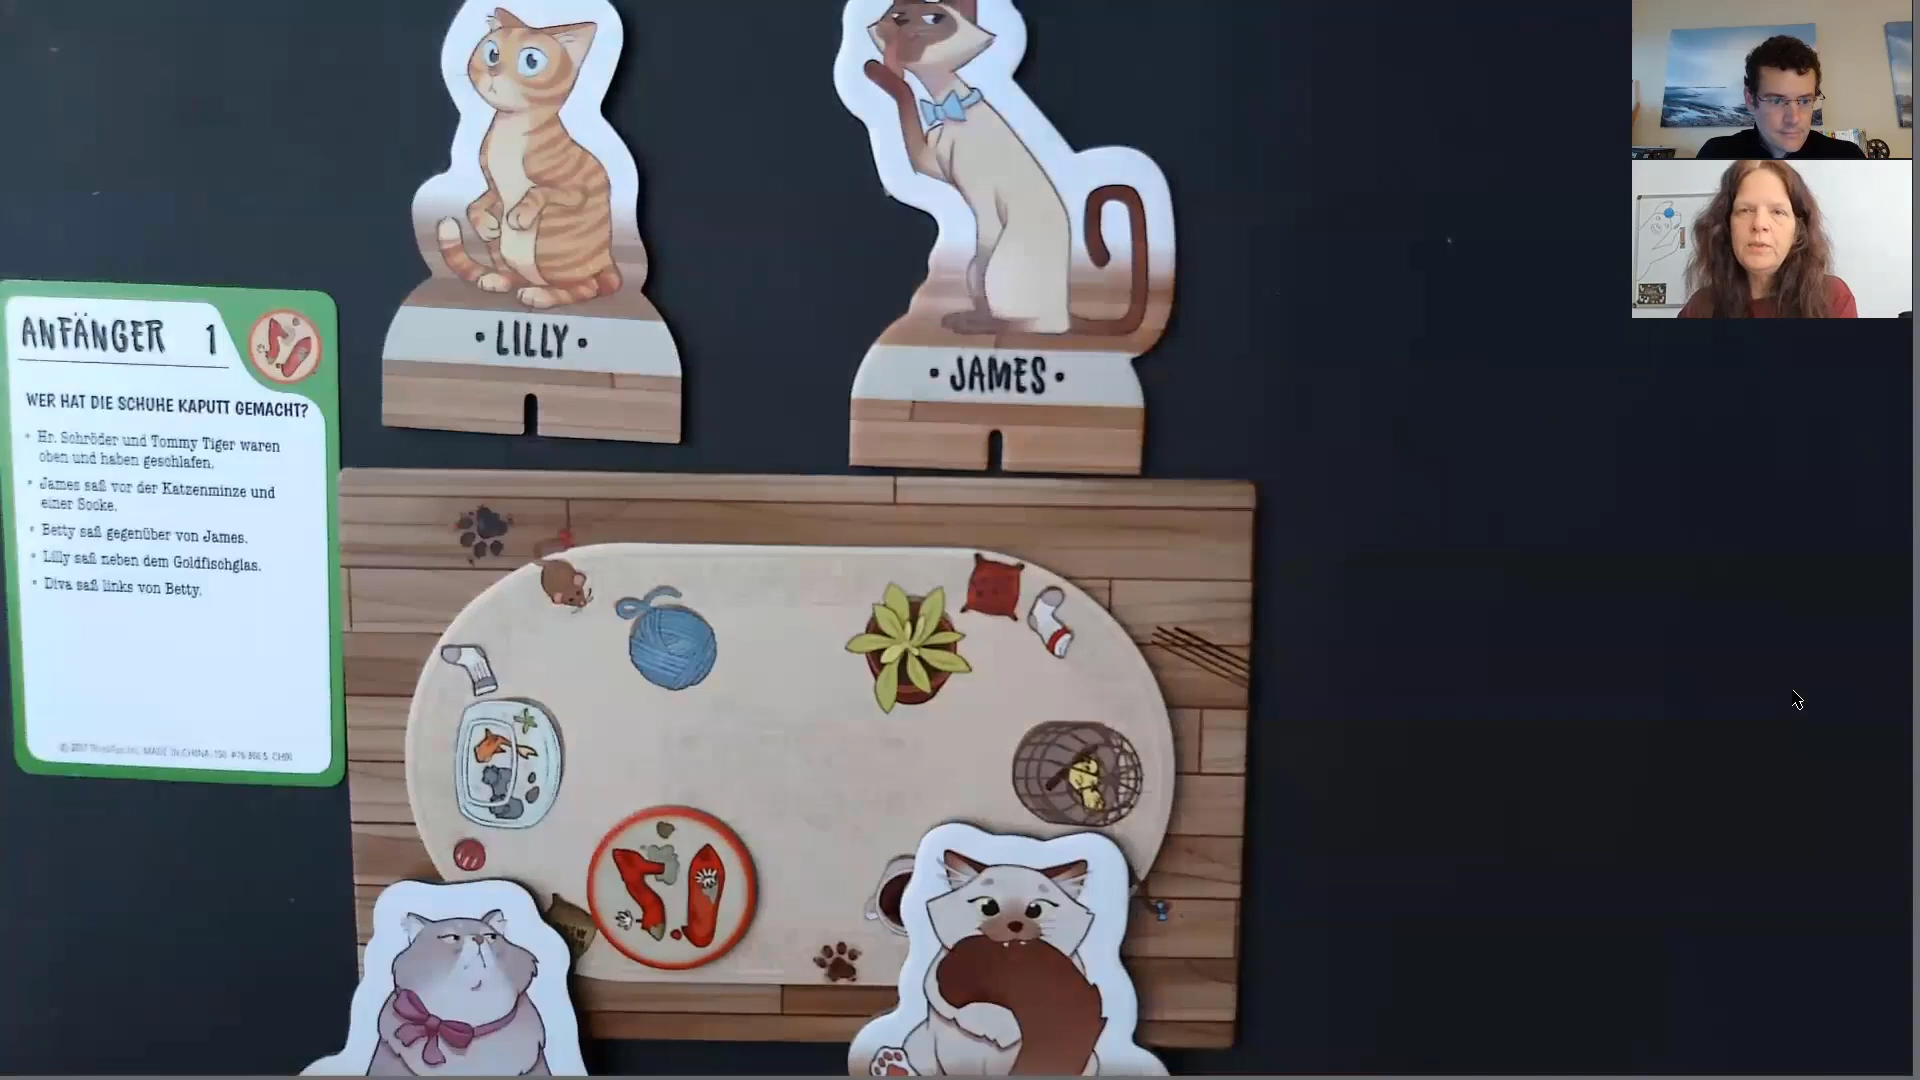 ANFÄNGER 1
WER HAT DIE SCHUHE KAPUTT GEMACHT?
• Hr. Schröder und Tommy Tiger waren
oben und haben geschlafen.
• James saß vor der Katzenminze und
einer Socke.
• Betty saß gegenüber von James.
• Lilly saß neben dem Goldfischglas.
• Diva saß links von Betty.
• LILLY •
• JAMES •